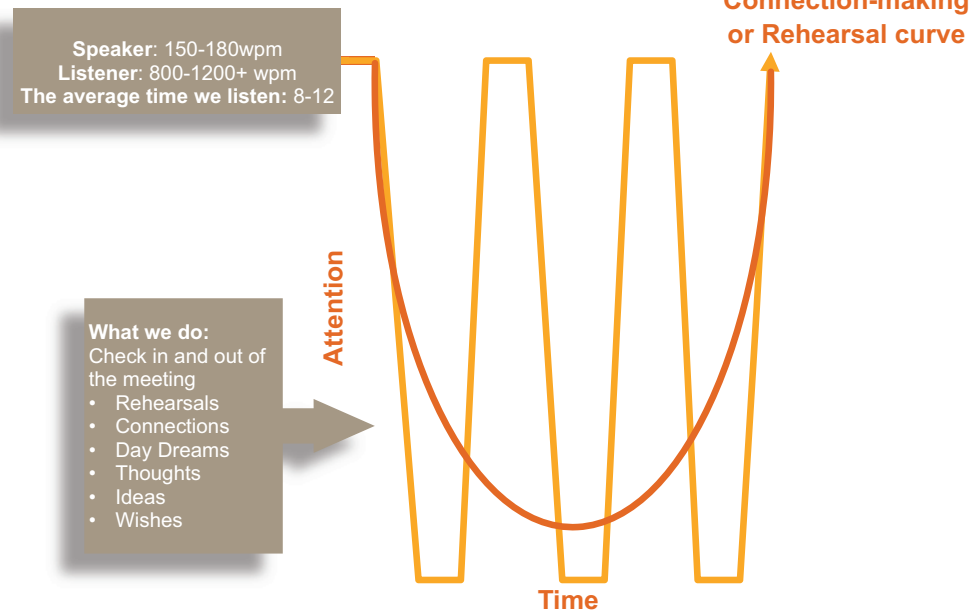 Connection-making
or Rehearsal curve
Speaker: 150-180wpm
Listener: 800-1200+ wpm
The average time we listen: 8-12
Attention
What we do:
Check in and out of
the meeting
• Rehearsals
• Connections
• Day Dreams
• Thoughts
• Ideas
• Wishes
Time